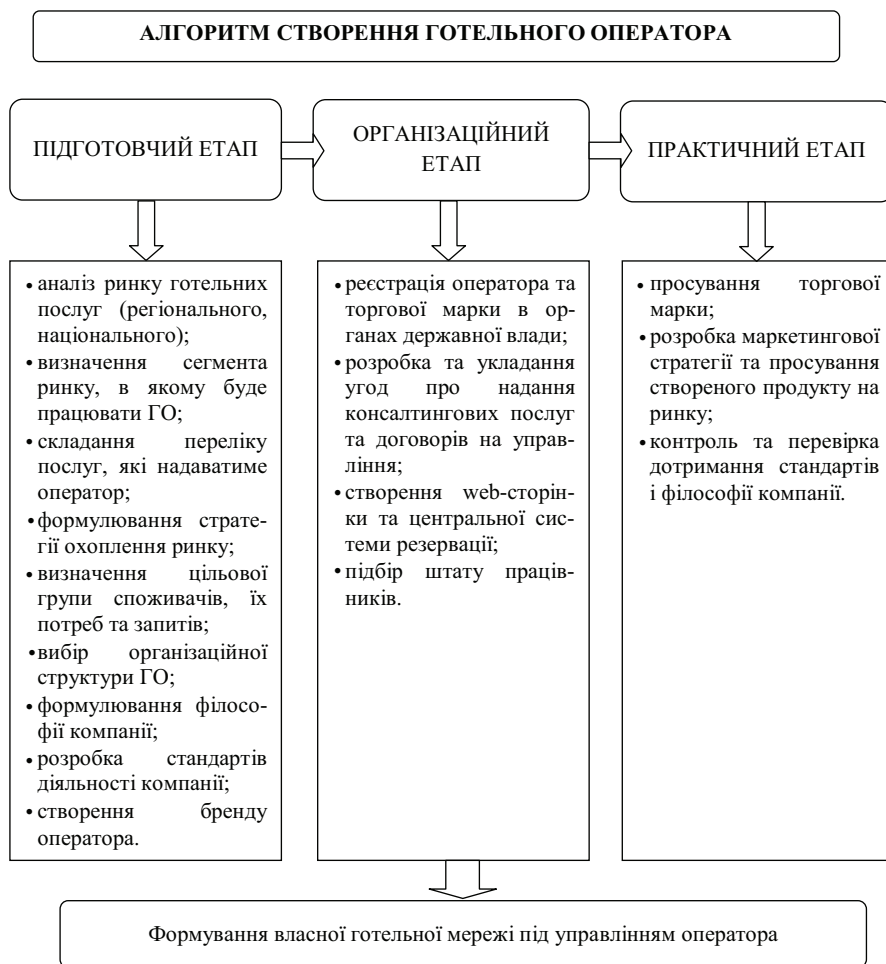 АЛГОРИТМ СТВОРЕННЯ ГОТЕЛЬНОГО ОПЕРАТОРА
ПІДГОТОВЧИЙ ЕТАП
ОРГАНІЗАЦІЙНИЙ
ЕТАП
ПРАКТИЧНИЙ ЕТАП
• аналіз ринку готельних
послуг (регіонального,
національного);
• визначення сегмента
ринку, в якому буде
працювати ГО;
• складання переліку
послуг, які надаватиме
оператор;
• формулювання страте-
гії охоплення ринку;
• визначення цільової
групи споживачів, їх
потреб та запитів;
• вибір організаційної
структури ГО;
• формулювання філосо-
фії компанії;
• розробка стандартів
діяльності компанії;
• створення бренду
оператора.
• реєстрація оператора та
торгової марки в ор-
ганах державної влади;
• розробка та укладання
угод про надання
консалтингових послуг
та договорів на управ-
ління;
• створення web-сторін-
ки та центральної сис-
теми резервації;
• підбір штату праців-
ників.
• просування торгової
марки;
• розробка маркетингової
стратегії та просування
створеного продукту на
ринку;
• контроль та перевірка
дотримання стандартів
і філософії компанії.
Формування власної готельної мережі під управлінням оператора